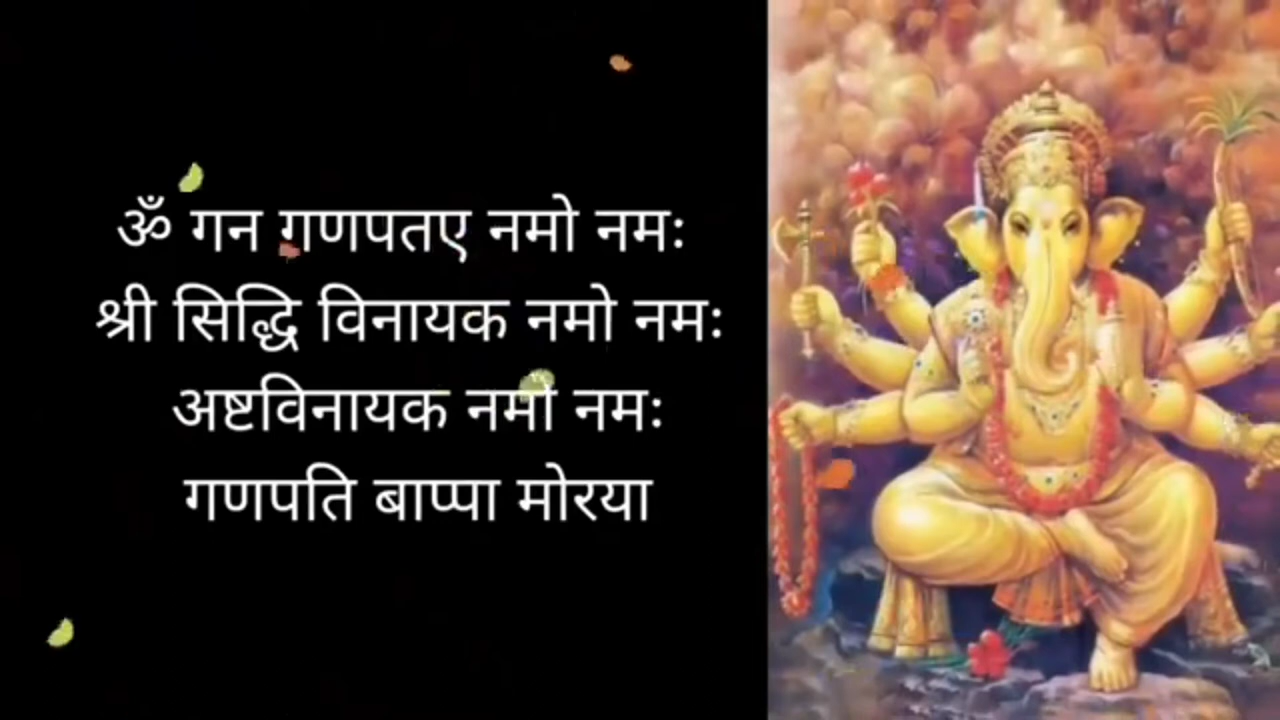 ॐ गन गणपतए नमो नमः
श्री सिद्धि विनायक नमो नमः
अष्टविनायक नमो नमः
गणपति बाप्पा मोरया